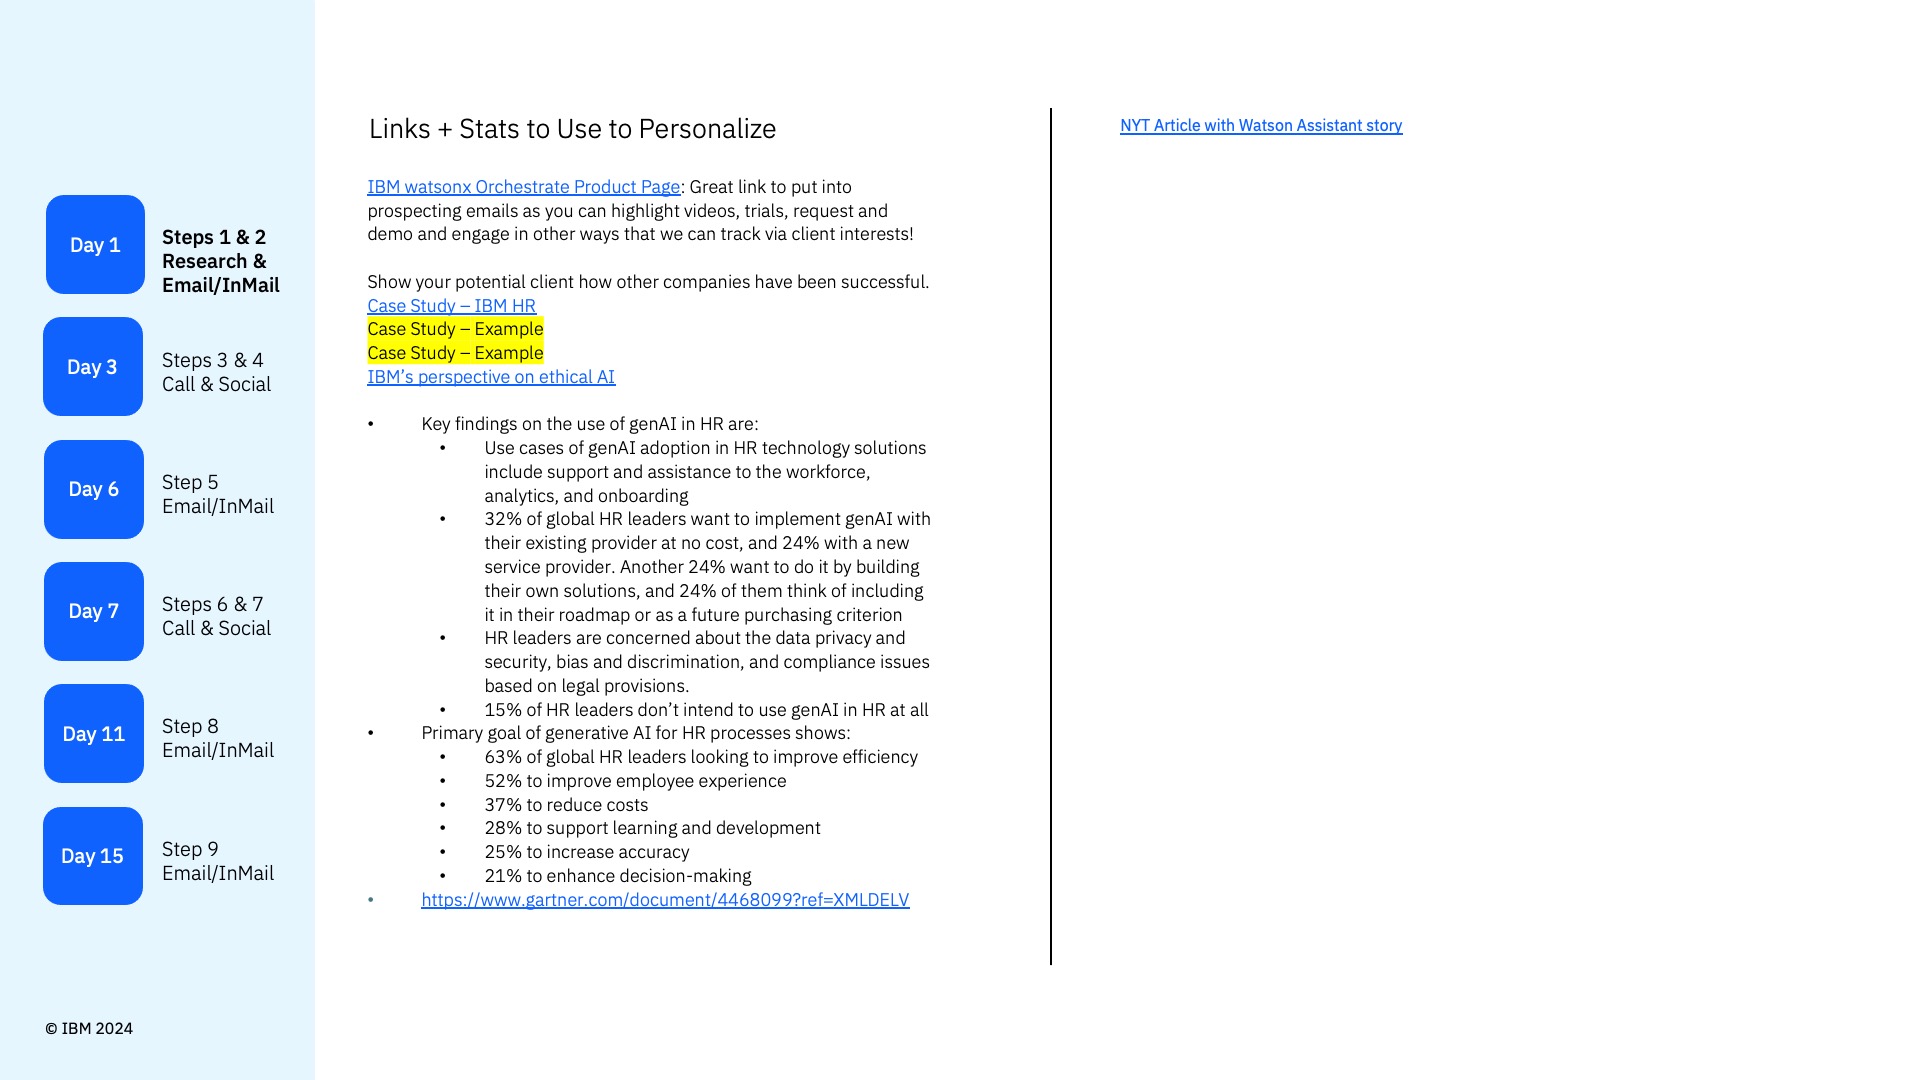 Day 1
Steps 1 & 2
Research &
Email/InMail
Day 3
Steps 3 & 4
Call & Social
Day 6
Step 5
Email/InMail
Day 7
Steps 6 & 7
Call & Social
Day 11
Step 8
Email/InMail
Day 15
Step 9
Email/InMail
© IBM 2024
Links + Stats to Use to Personalize
IBM watsonx Orchestrate Product Page: Great link to put into
prospecting emails as you can highlight videos, trials, request and
demo and engage in other ways that we can track via client interests!
Show your potential client how other companies have been successful.
Case Study – IBM HR
Case Study – Example
Case Study – Example
IBM’s perspective on ethical AI
• Key findings on the use of genAI in HR are:
• Use cases of genAI adoption in HR technology solutions
include support and assistance to the workforce,
analytics, and onboarding
• 32% of global HR leaders want to implement genAI with
their existing provider at no cost, and 24% with a new
service provider. Another 24% want to do it by building
their own solutions, and 24% of them think of including
it in their roadmap or as a future purchasing criterion
• HR leaders are concerned about the data privacy and
security, bias and discrimination, and compliance issues
based on legal provisions.
• 15% of HR leaders don’t intend to use genAI in HR at all
• Primary goal of generative AI for HR processes shows:
• 63% of global HR leaders looking to improve efficiency
• 52% to improve employee experience
• 37% to reduce costs
• 28% to support learning and development
• 25% to increase accuracy
• 21% to enhance decision-making
• https://www.gartner.com/document/4468099?ref=XMLDELV
NYT Article with Watson Assistant story